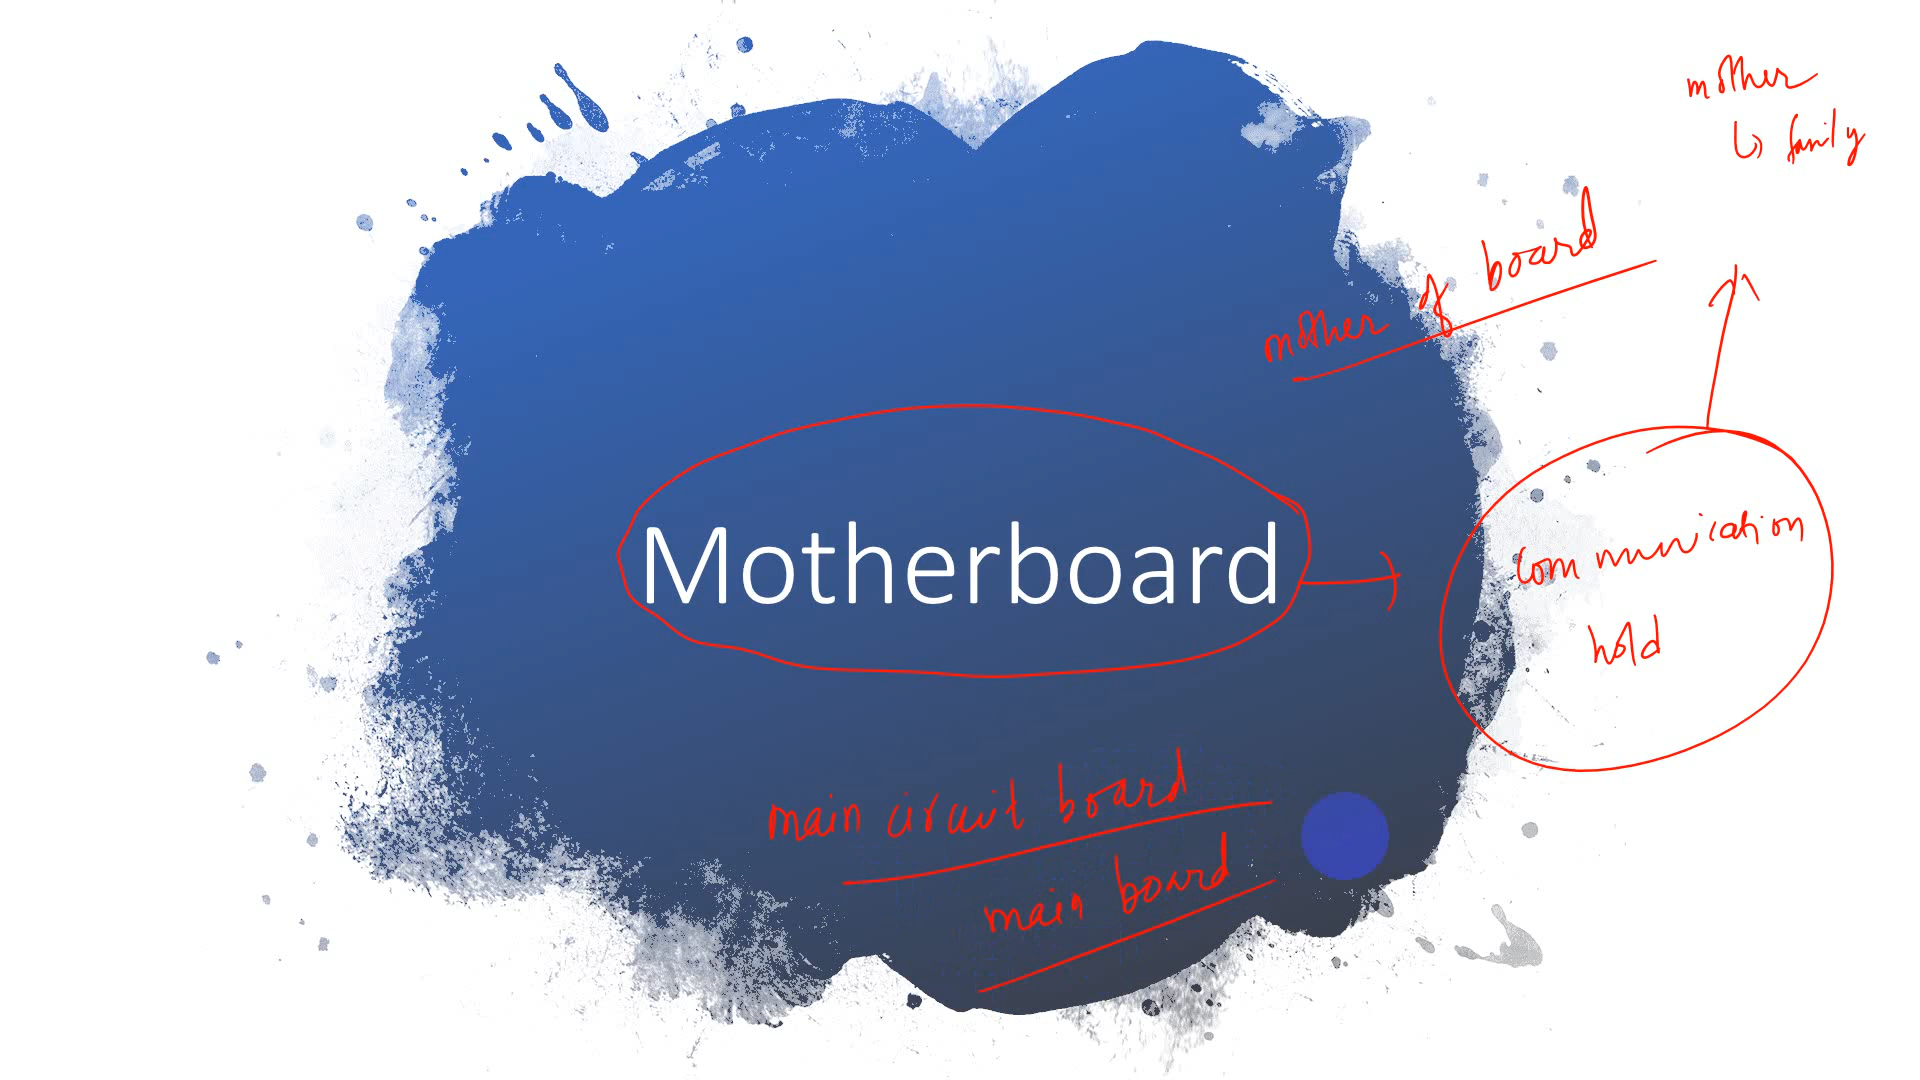 mother
↳ family
mother of board
Motherboard
communication
hold
main circuit board
main board